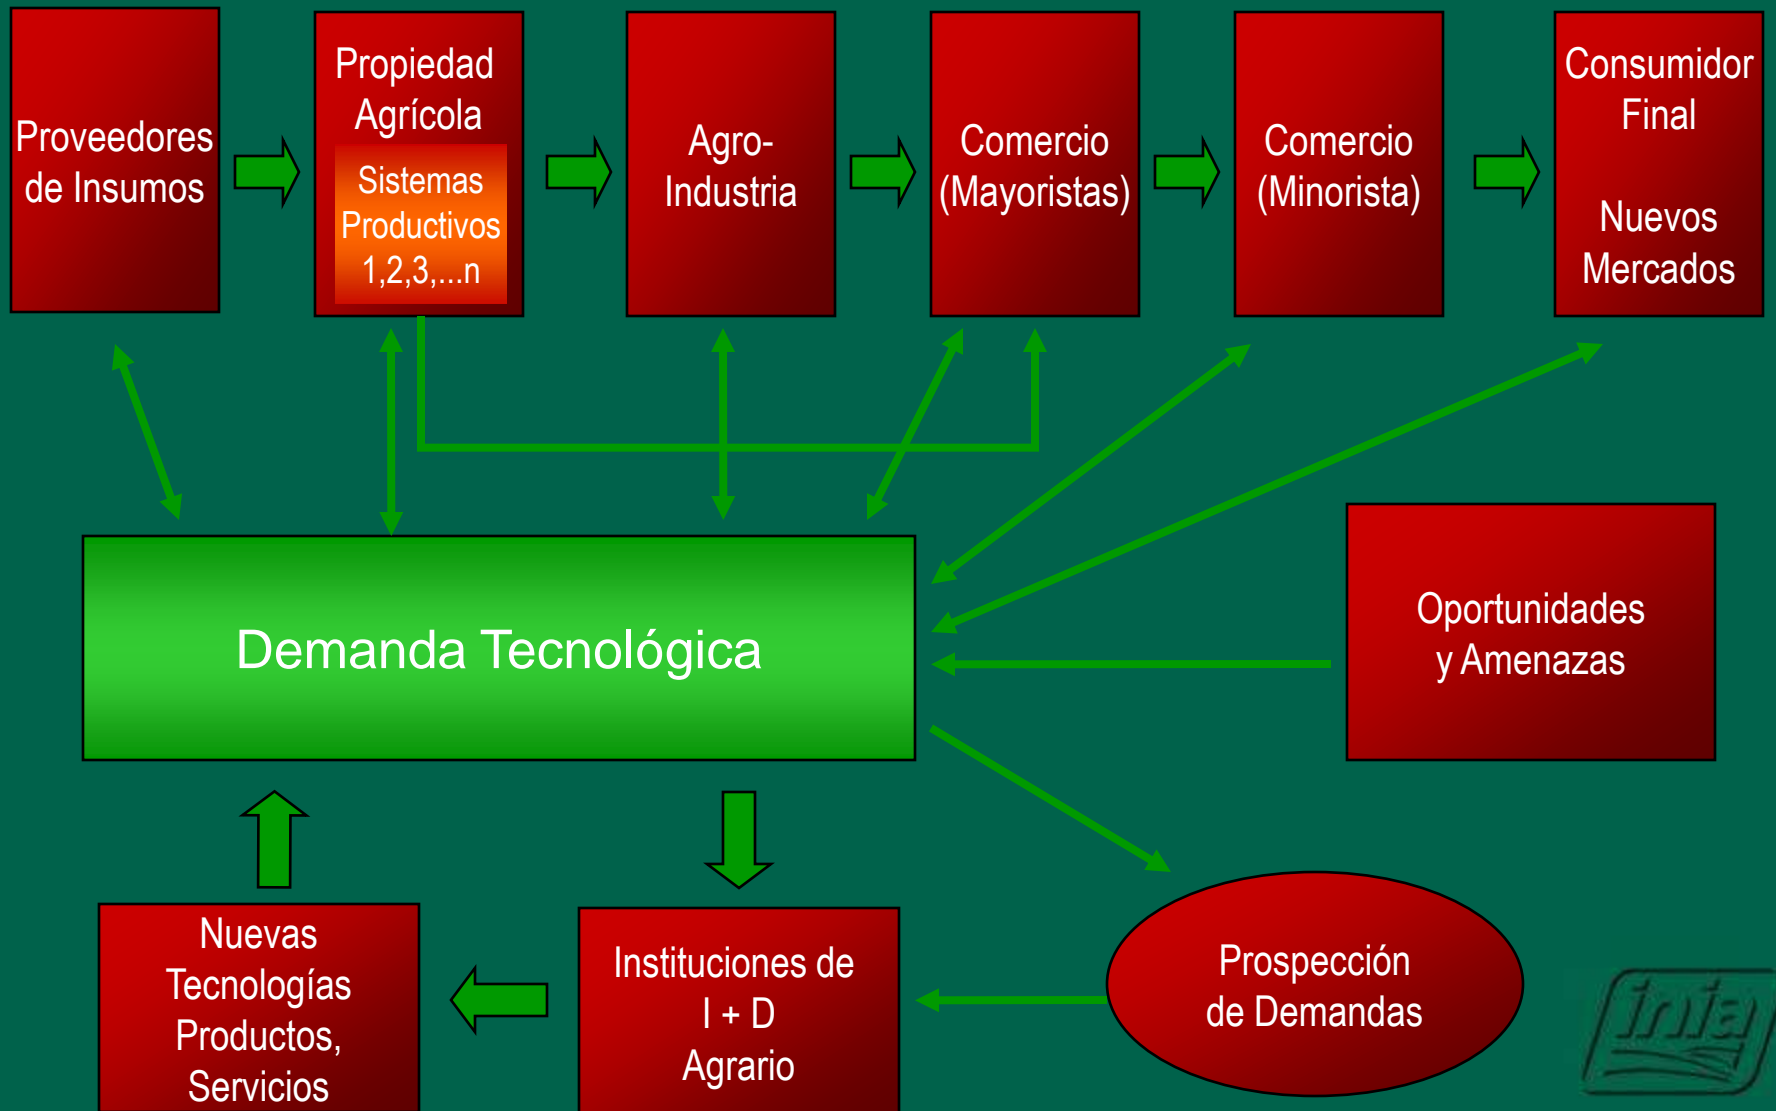 Proveedores
de Insumos
Propiedad
Agrícola
Sistemas
Productivos
1,2,3,...n
Agro-
Industria
Comercio
(Mayoristas)
Comercio
(Minorista)
Consumidor
Final
Nuevos
Mercados
Demanda Tecnológica
Oportunidades
y Amenazas
Nuevas
Tecnologías
Productos,
Servicios
Instituciones de
I + D
Agrario
Prospección
de Demandas
inia